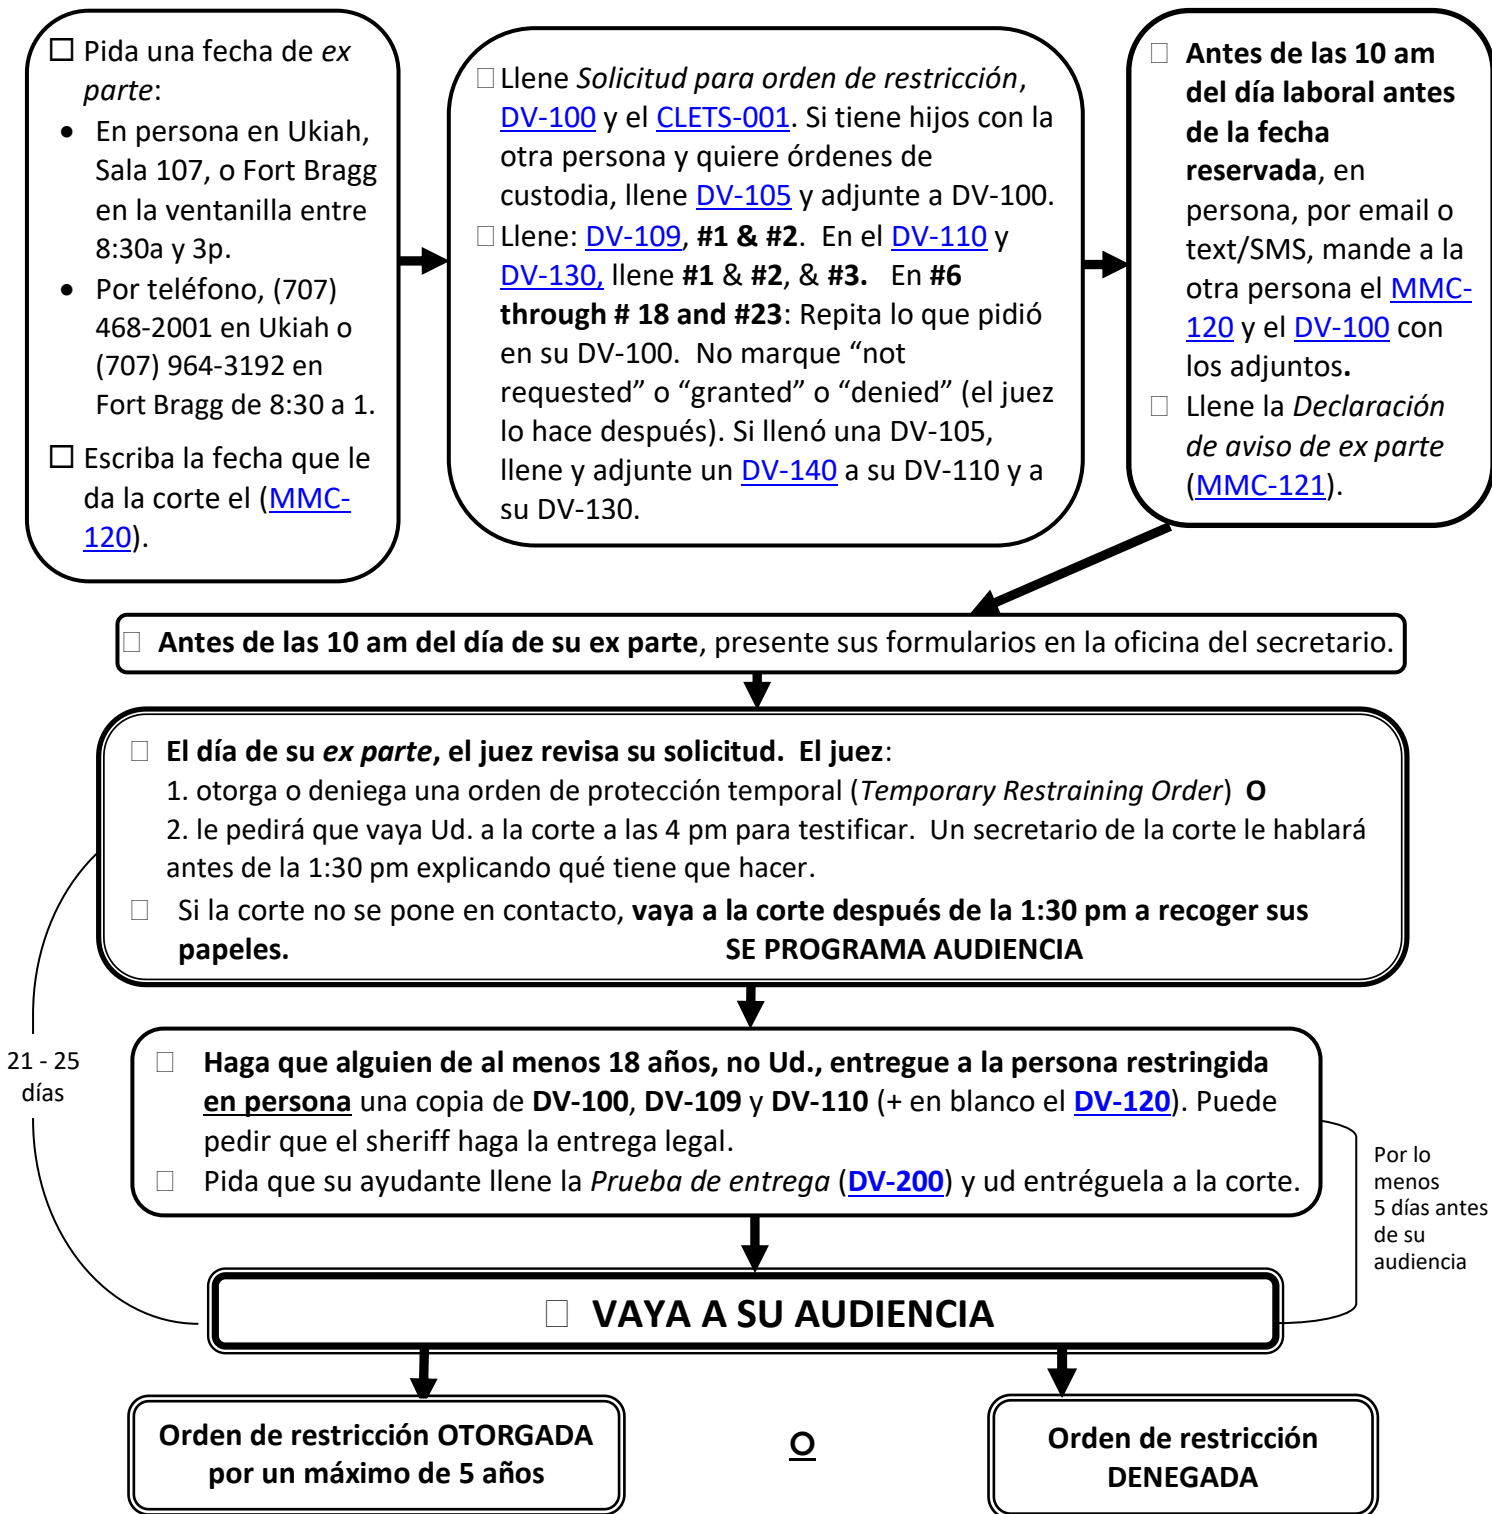 ☐ Pida una fecha de ex
parte:
• En persona en Ukiah,
Sala 107, o Fort Bragg
en la ventanilla entre
8:30a y 3p.
• Por teléfono, (707)
468-2001 en Ukiah o
(707) 964-3192 en
Fort Bragg de 8:30 a 1.
☐ Escriba la fecha que le
da la corte el (MMC-
120).
☐ Llene Solicitud para orden de restricción,
DV-100 y el CLETS-001. Si tiene hijos con la
otra persona y quiere órdenes de
custodia, llene DV-105 y adjunte a DV-100.
☐ Llene: DV-109, #1 & #2. En el DV-110 y
DV-130, llene #1 & #2, & #3. En #6
through # 18 and #23: Repita lo que pidió
en su DV-100. No marque “not
requested” o “granted” o “denied” (el juez
lo hace después). Si llenó una DV-105,
llene y adjunte un DV-140 a su DV-110 y a
su DV-130.
☐ Antes de las 10 am
del día laboral antes
de la fecha
reservada, en
persona, por email o
text/SMS, mande a la
otra persona el MMC-
120 y el DV-100 con
los adjuntos.
☐ Llene la Declaración
de aviso de ex parte
(MMC-121).
☐ Antes de las 10 am del día de su ex parte, presente sus formularios en la oficina del secretario.
☐ El día de su ex parte, el juez revisa su solicitud. El juez:
1. otorga o deniega una orden de protección temporal (Temporary Restraining Order) O
2. le pedirá que vaya Ud. a la corte a las 4 pm para testificar. Un secretario de la corte le hablará
antes de la 1:30 pm explicando qué tiene que hacer.
☐ Si la corte no se pone en contacto, vaya a la corte después de la 1:30 pm a recoger sus
papeles. SE PROGRAMA AUDIENCIA
21 - 25
días
☐ Haga que alguien de al menos 18 años, no Ud., entregue a la persona restringida
en persona una copia de DV-100, DV-109 y DV-110 (+ en blanco el DV-120). Puede
pedir que el sheriff haga la entrega legal.
☐ Pida que su ayudante llene la Prueba de entrega (DV-200) y ud entréguela a la corte.
Por lo
menos
5 días antes
de su
audiencia
☐ VAYA A SU AUDIENCIA
Orden de restricción OTORGADA
por un máximo de 5 años
O
Orden de restricción
DENEGADA